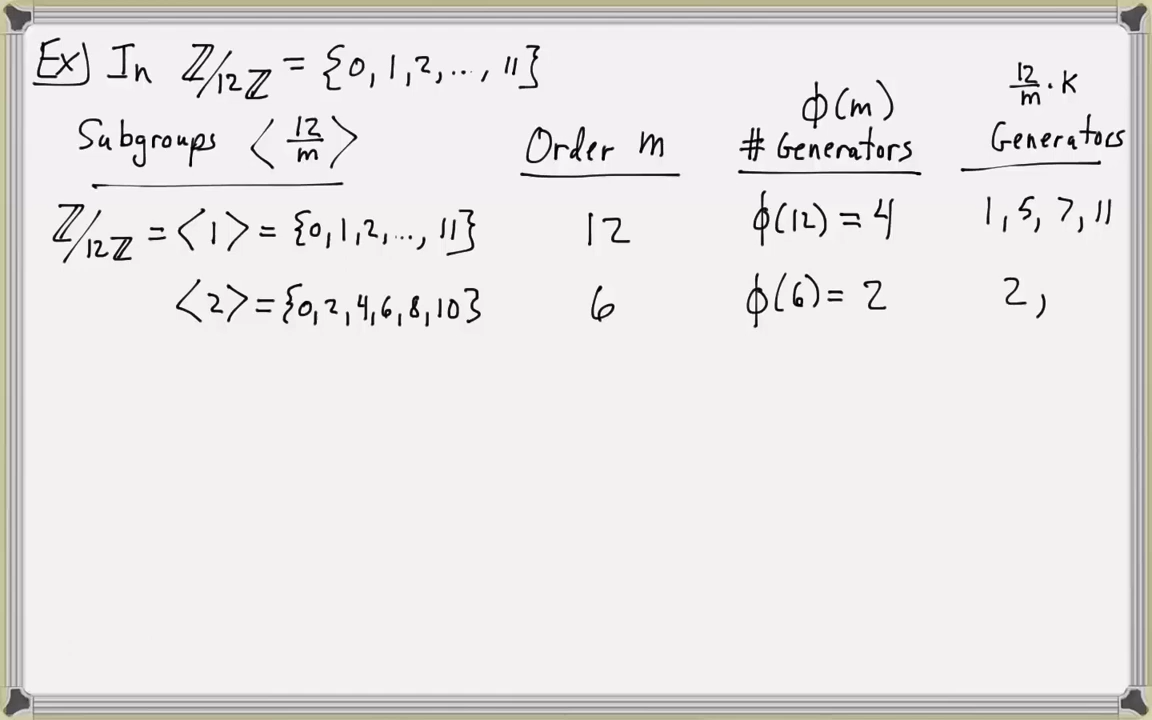 Ex) In ℤ/12ℤ = {0, 1, 2, ..., 11}
Subgroups ⟨12/m⟩ Order m ϕ(m) # Generators 12/m · k Generators
ℤ/12ℤ = ⟨1⟩ = {0, 1, 2, ..., 11} 12 ϕ(12) = 4 1, 5, 7, 11
⟨2⟩ = {0, 2, 4, 6, 8, 10} 6 ϕ(6) = 2 2,